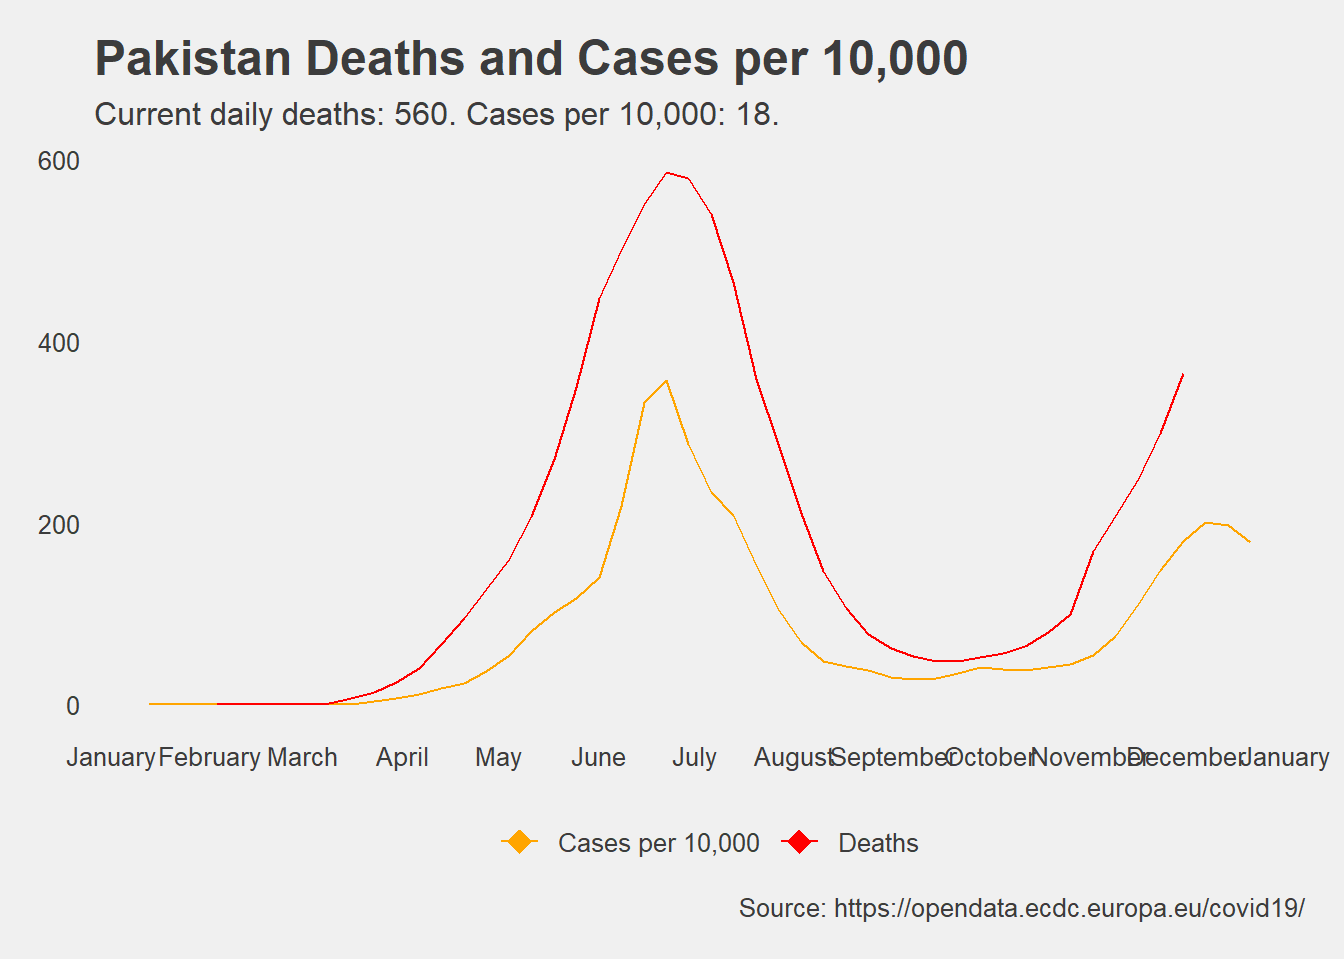 Pakistan Deaths and Cases per 10,000
Current daily deaths: 560. Cases per 10,000: 18.
600
400
200
0
January February March April May June July August September October November December January
Cases per 10,000 Deaths
Source: https://opendata.ecdc.europa.eu/covid19/